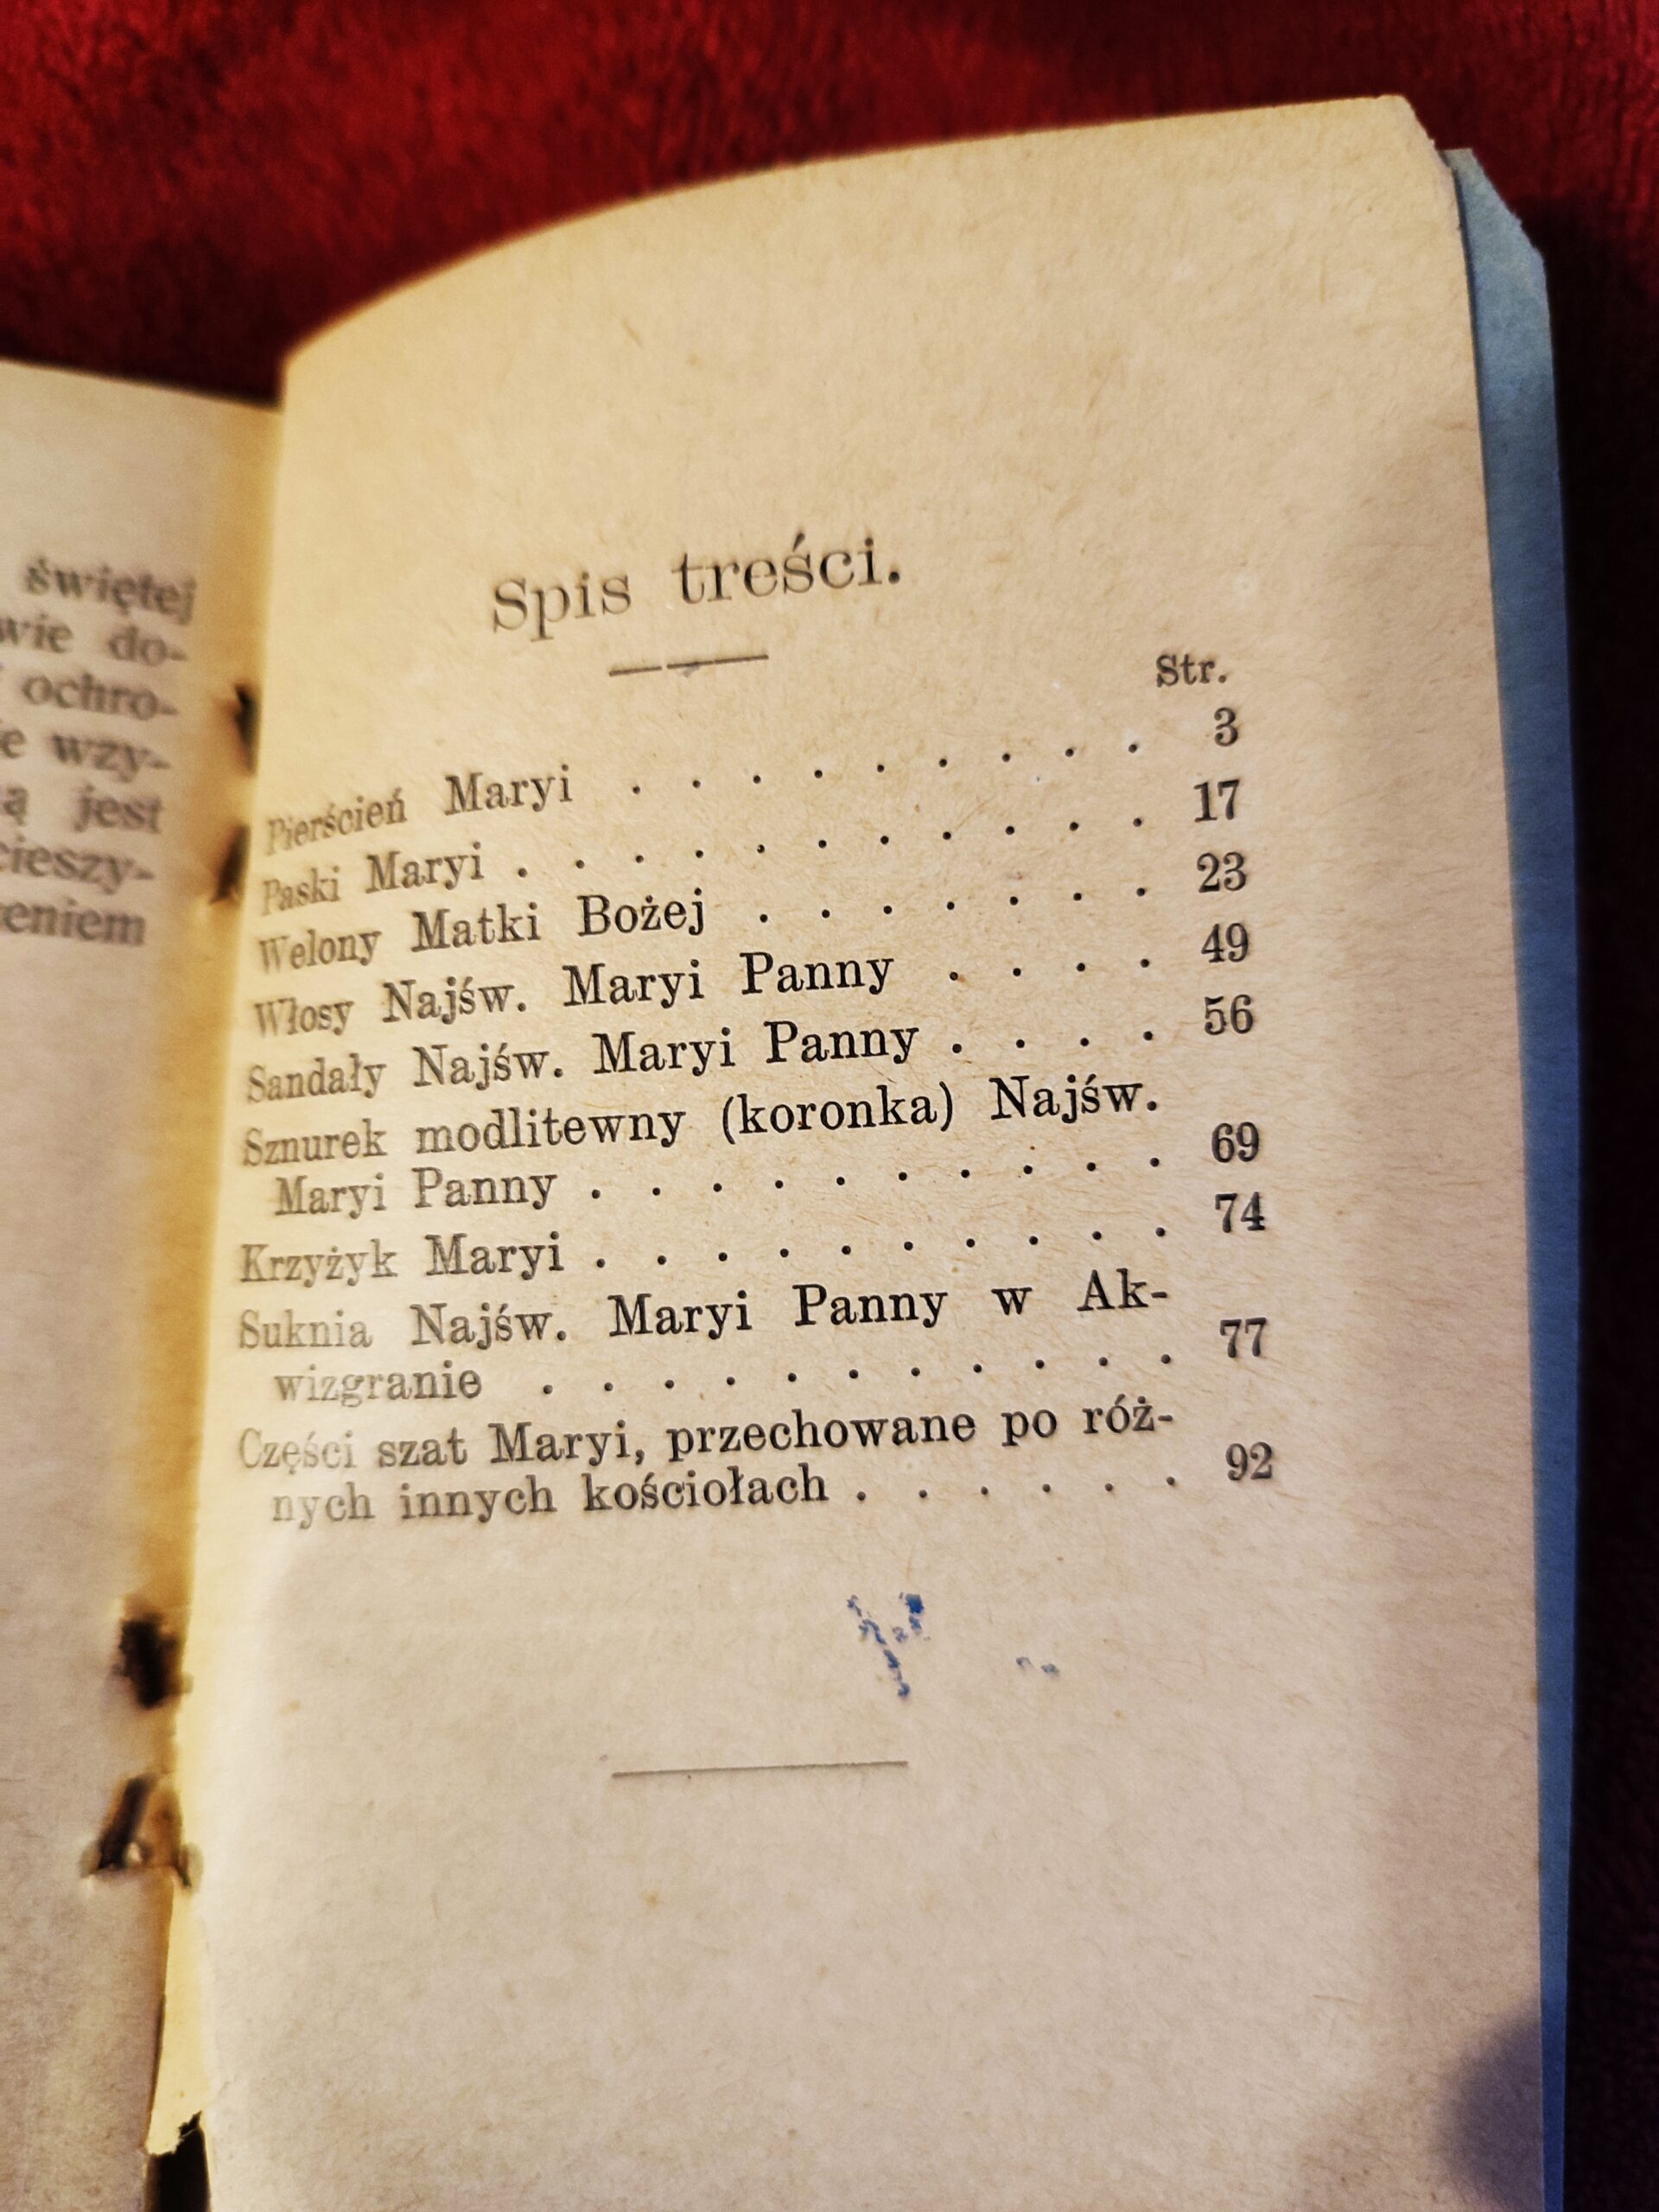 świętej
do-
ochro-
wzy-
jest
cieszy-
Spis treści.
Str.
Pierścień Maryi . . . . . . . . . 3
Paski Maryi . . . . . . . . . . . 17
Welony Matki Bożej . . . . . . . 23
Włosy Najśw. Maryi Panny . . . . 49
Sandały Najśw. Maryi Panny . . . . 56
Sznurek modlitewny (koronka) Najśw.
Maryi Panny . . . . . . . . . . 69
Krzyżyk Maryi . . . . . . . . . . 74
Suknia Najśw. Maryi Panny w Ak-
wizgranie . . . . . . . . . . . 77
Części szat Maryi, przechowane po róż-
nych innych kościołach . . . . . . 92